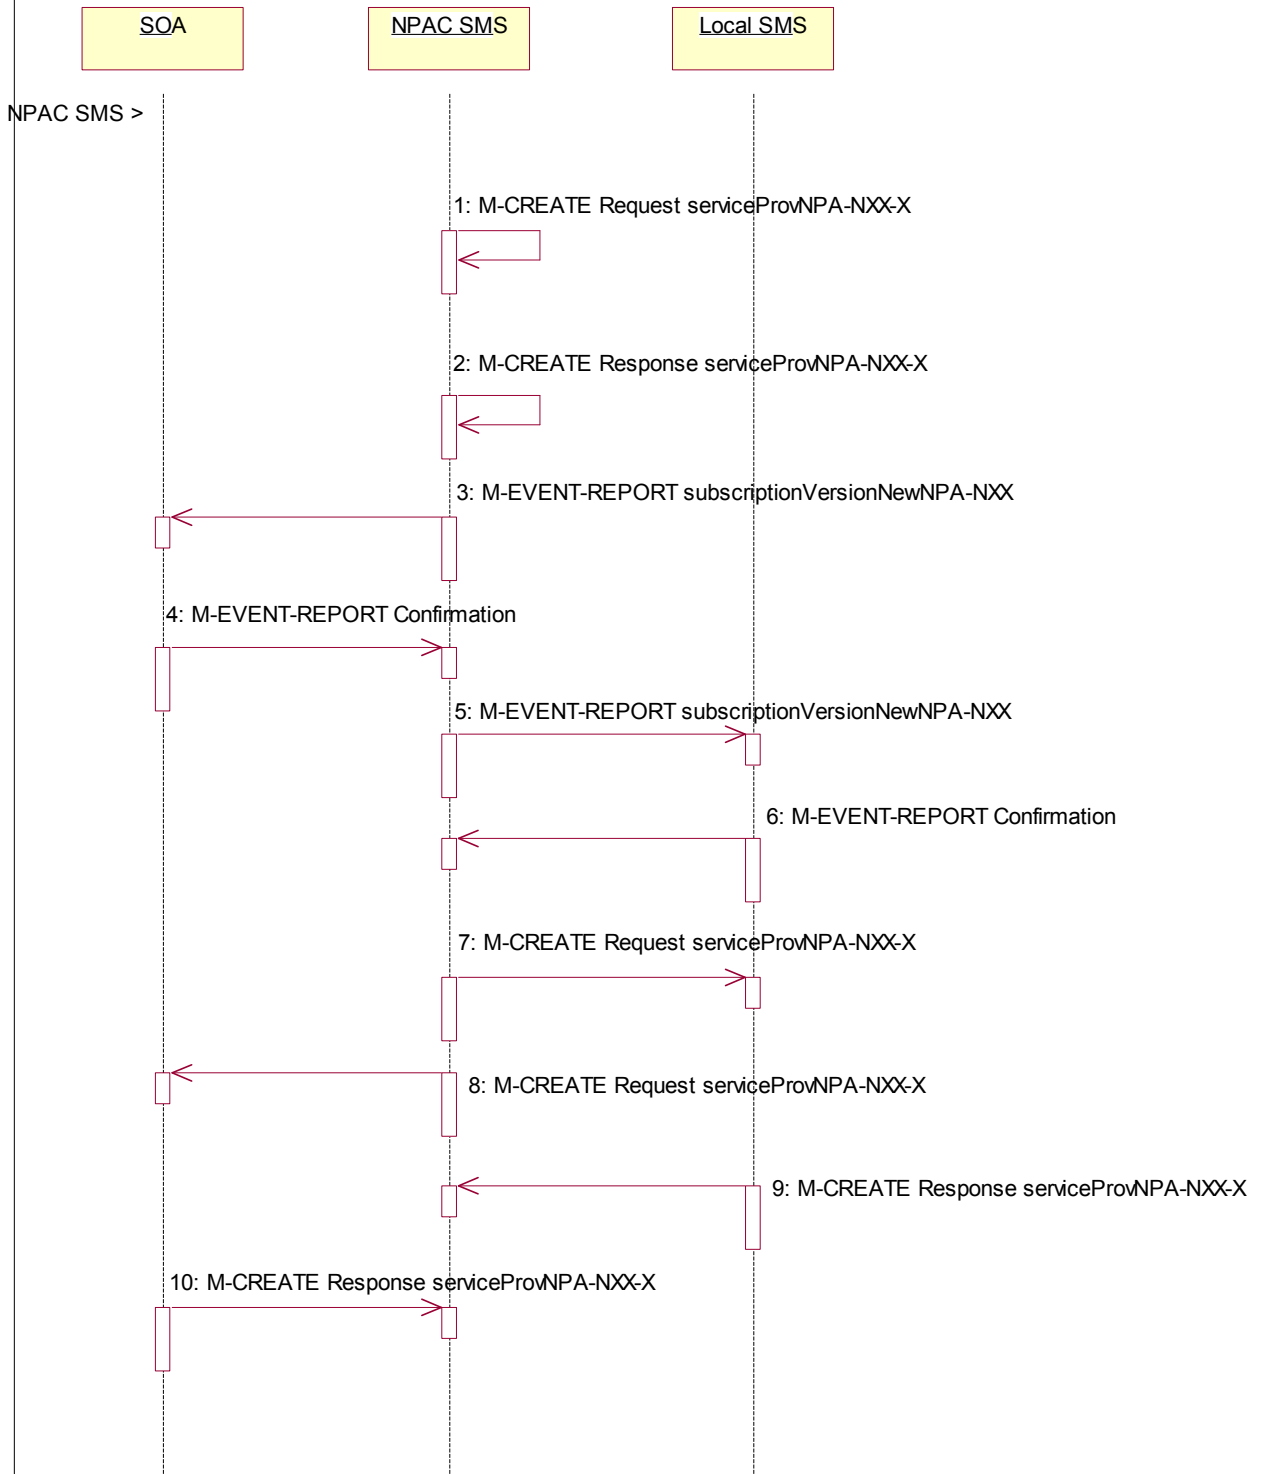 SOA
NPAC SMS
Local SMS
NPAC SMS >
1: M-CREATE Request serviceProvNPA-NXX-X
2: M-CREATE Response serviceProvNPA-NXX-X
3: M-EVENT-REPORT subscriptionVersionNewNPA-NXX
4: M-EVENT-REPORT Confirmation
5: M-EVENT-REPORT subscriptionVersionNewNPA-NXX
6: M-EVENT-REPORT Confirmation
7: M-CREATE Request serviceProvNPA-NXX-X
8: M-CREATE Request serviceProvNPA-NXX-X
9: M-CREATE Response serviceProvNPA-NXX-X
10: M-CREATE Response serviceProvNPA-NXX-X